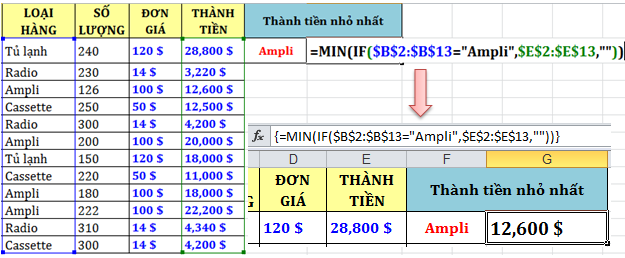 LOẠI HÀNG SỐ LƯỢNG ĐƠN GIÁ THÀNH TIỀN Thành tiền nhỏ nhất
Tủ lạnh 240 120 $ 28,800 $ Ampli =MIN(IF($B$2:$B$13="Ampli",$E$2:$E$13,""))
Radio 230 14 $ 3,220 $
Ampli 126 100 $ 12,600 $
Cassette 250 50 $ 12,500 $
Radio 300 14 $ 4,200 $
Ampli 200 100 $ 20,000 $
Tủ lạnh 150 120 $ 18,000 $
Cassette 220 50 $ 11,000 $
Ampli 180 100 $ 18,000 $
Ampli 222 100 $ 22,200 $
Radio 310 14 $ 4,340 $
Cassette 300 14 $ 4,200 $
fx {=MIN(IF($B$2:$B$13="Ampli",$E$2:$E$13,""))}
D E F G
ĐƠN GIÁ THÀNH TIỀN Thành tiền nhỏ nhất
120 $ 28,800 $ Ampli 12,600 $